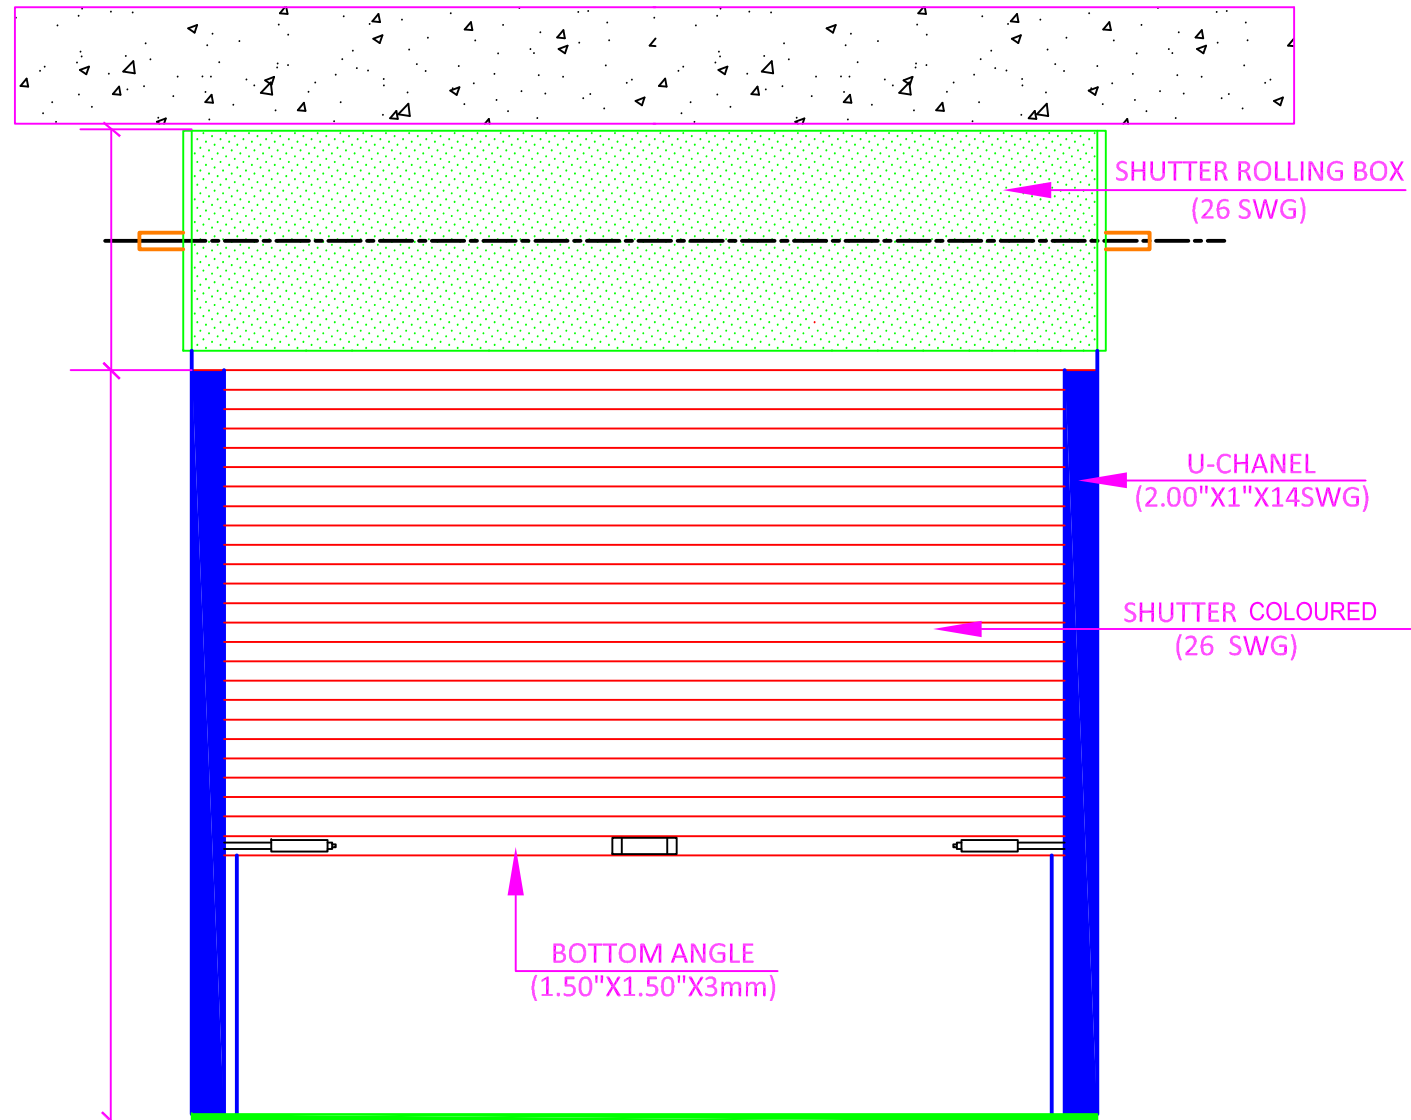 SHUTTER ROLLING BOX
(26 SWG)
U-CHANEL
(2.00"X1"X14SWG)
SHUTTER COLOURED
(26 SWG)
BOTTOM ANGLE
(1.50"X1.50"X3mm)